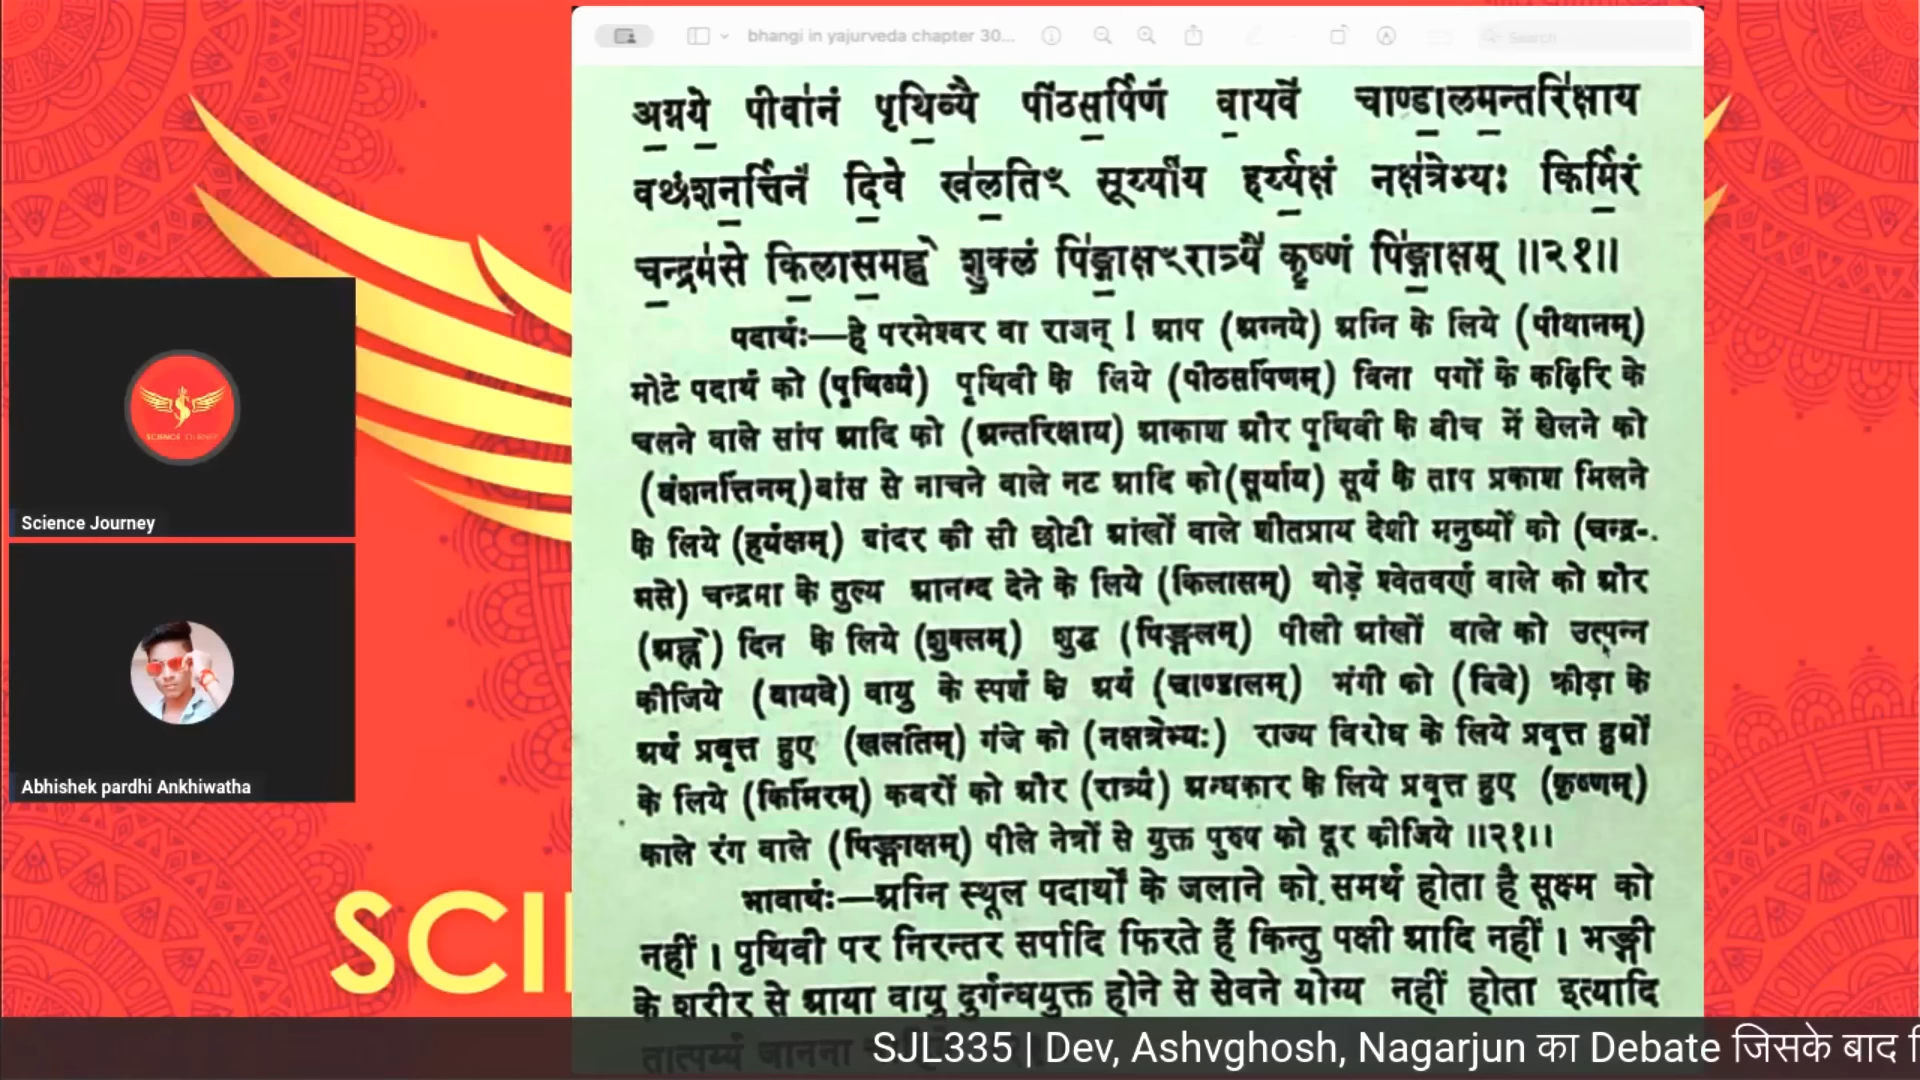 bhangi in yajurveda chapter 30...
Search
अग्नये पीवानं पृथिव्यै पीठसर्पिणं वायवे चाण्डालमन्तरिक्षाय
वꣳशनर्त्तिनं दिवे खलतिꣳ सूर्य्याय हर्य्यक्षं नक्षत्रेभ्यः किर्मिरं
चन्द्रमसे किलासमह्ने शुक्लं पिङ्गाक्षꣳरात्र्यै कृष्णं पिङ्गाक्षम् ॥२१॥
पदार्थः—हे परमेश्वर वा राजन् ! आप (अग्नये) अग्नि के लिये (पीवानम्)
मोटे पदार्थ को (पृथिव्यै) पृथिवी के लिये (पीठसर्पिणम्) विना पगों के कढ़िरि के
चलने वाले सांप आदि को (अन्तरिक्षाय) आकाश और पृथिवी के बीच में खेलने को
(वंशनर्त्तिनम्) बांस से नाचने वाले नट आदि को (सूर्याय) सूर्य के ताप प्रकाश मिलने
के लिये (हर्यक्षम्) बांदर की सी छोटी आंखों वाले शीतप्राय देशी मनुष्यों को (चन्द्र-
मसे) चन्द्रमा के तुल्य आनन्द देने के लिये (किलासम्) थोड़े श्वेतवर्ण वाले को और
(अह्ने) दिन के लिये (शुक्लम्) शुद्ध (पिङ्गलम्) पीली आंखों वाले को उत्पन्न
कीजिये (वायवे) वायु के स्पर्श के अर्थ (चाण्डालम्) भंगी को (दिवे) क्रीड़ा के
अर्थ प्रवृत्त हुए (खलतिम्) गंजे को (नक्षत्रेभ्यः) राज्य विरोध के लिये प्रवृत्त हुओं
के लिये (किर्मिरम्) कबरों को और (रात्र्यै) अन्धकार के लिये प्रवृत्त हुए (कृष्णम्)
काले रंग वाले (पिङ्गाक्षम्) पीले नेत्रों से युक्त पुरुष को दूर कीजिये ॥२१॥
भावार्थः—अग्नि स्थूल पदार्थों के जलाने को समर्थ होता है सूक्ष्म को
नहीं । पृथिवी पर निरन्तर सर्पादि फिरते हैं किन्तु पक्षी आदि नहीं । भङ्गी
के शरीर से आया वायु दुर्गन्धयुक्त होने से सेवने योग्य नहीं होता इत्यादि
तात्पर्य्य जानना
Science Journey
Abhishek pardhi Ankhiwatha
SCI
SJL335 | Dev, Ashvghosh, Nagarjun का Debate जिसके बाद